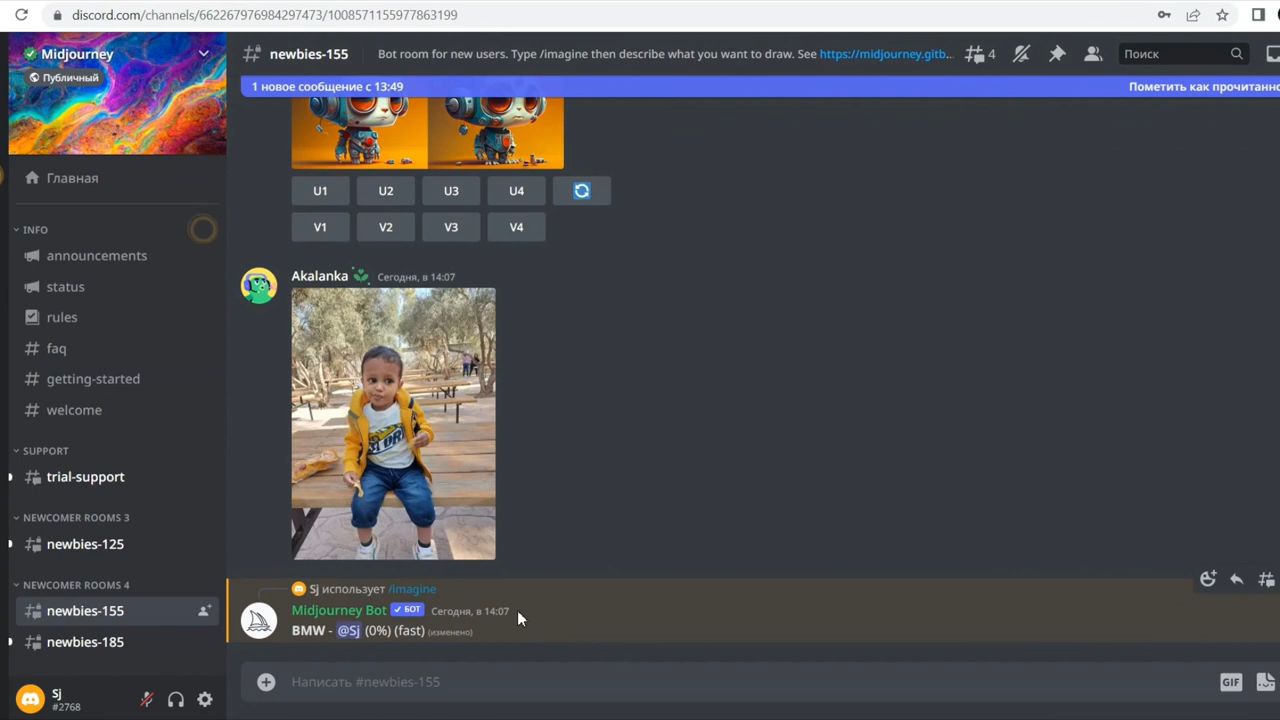 discord.com/channels/662267976984297473/1008571155977863199
Midjourney
Публичный
newbies-155
Bot room for new users. Type /imagine then describe what you want to draw. See https://midjourney.gitb...
4
Поиск
1 новое сообщение с 13:49
Пометить как прочитанно
Главная
INFO
announcements
status
rules
faq
getting-started
welcome
SUPPORT
trial-support
NEWCOMER ROOMS 3
newbies-125
NEWCOMER ROOMS 4
newbies-155
newbies-185
Sj
#2768
U1 U2 U3 U4
V1 V2 V3 V4
Akalanka Сегодня, в 14:07
Sj использует /imagine
Midjourney Bot БОТ Сегодня, в 14:07
BMW - @Sj (0%) (fast) (изменено)
Написать #newbies-155
GIF